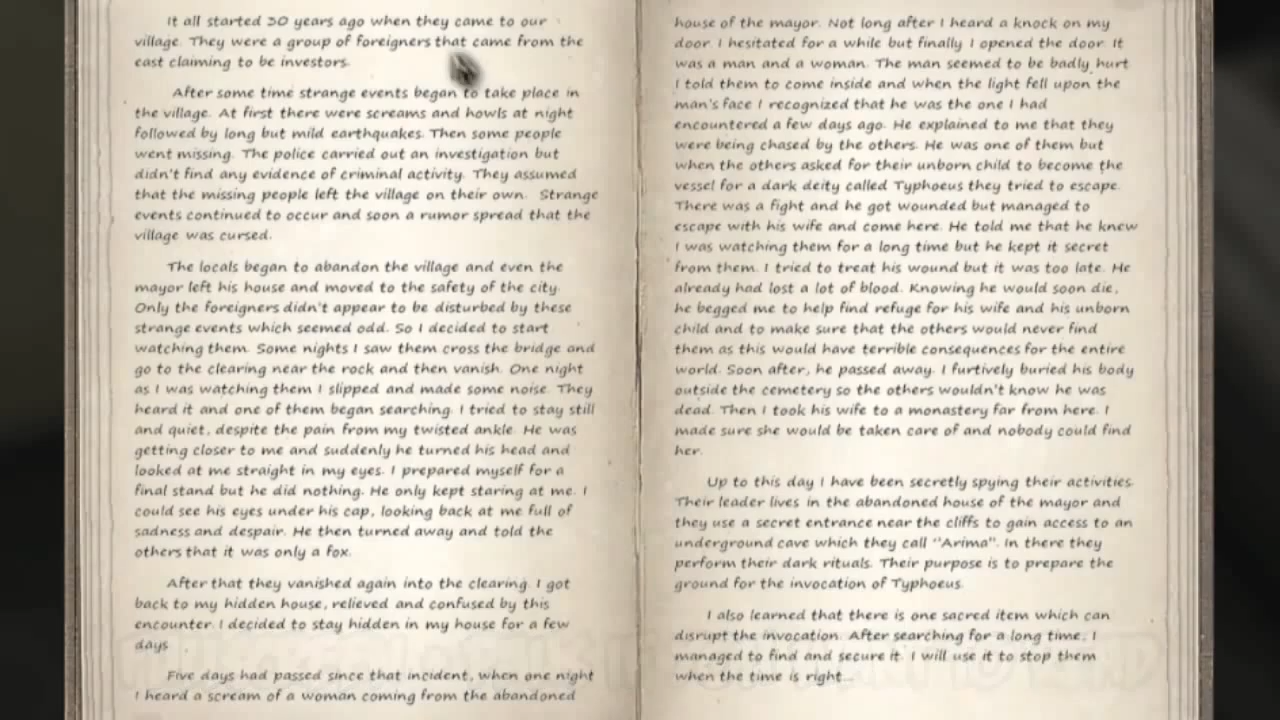 It all started 30 years ago when they came to our
village. They were a group of foreigners that came from the
east claiming to be investors.
After some time strange events began to take place in
the village. At first there were screams and howls at night
followed by long but mild earthquakes. Then some people
went missing. The police carried out an investigation but
didn't find any evidence of criminal activity. They assumed
that the missing people left the village on their own. Strange
events continued to occur and soon a rumor spread that the
village was cursed.
The locals began to abandon the village and even the
mayor left his house and moved to the safety of the city.
Only the foreigners didn't appear to be disturbed by these
strange events which seemed odd. So I decided to start
watching them. Some nights I saw them cross the bridge and
go to the clearing near the rock and then vanish. One night
as I was watching them I slipped and made some noise. They
heard it and one of them began searching. I tried to stay still
and quiet, despite the pain from my twisted ankle. He was
getting closer to me and suddenly he turned his head and
looked at me straight in my eyes. I prepared myself for a
final stand but he did nothing. He only kept staring at me. I
could see his eyes under his cap, looking back at me full of
sadness and despair. He then turned away and told the
others that it was only a fox.
After that they vanished again into the clearing. I got
back to my hidden house, relieved and confused by this
encounter. I decided to stay hidden in my house for a few
days
Five days had passed since that incident, when one night
I heard a scream of a woman coming from the abandoned
house of the mayor. Not long after I heard a knock on my
door. I hesitated for a while but finally I opened the door. It
was a man and a woman. The man seemed to be badly hurt
I told them to come inside and when the light fell upon the
man's face I recognized that he was the one I had
encountered a few days ago. He explained to me that they
were being chased by the others. He was one of them but
when the others asked for their unborn child to become the
vessel for a dark deity called Typhoeus they tried to escape.
There was a fight and he got wounded but managed to
escape with his wife and come here. He told me that he knew
I was watching them for a long time but he kept it secret
from them. I tried to treat his wound but it was too late. He
already had lost a lot of blood. Knowing he would soon die,
he begged me to help find refuge for his wife and his unborn
child and to make sure that the others would never find
them as this would have terrible consequences for the entire
world. Soon after, he passed away. I furtively buried his body
outside the cemetery so the others wouldn't know he was
dead. Then I took his wife to a monastery far from here. I
made sure she would be taken care of and nobody could find
her.
Up to this day I have been secretly spying their activities.
Their leader lives in the abandoned house of the mayor and
they use a secret entrance near the cliffs to gain access to an
underground cave which they call "Arima". In there they
perform their dark rituals. Their purpose is to prepare the
ground for the invocation of Typhoeus.
I also learned that there is one sacred item which can
disrupt the invocation. After searching for a long time, I
managed to find and secure it. I will use it to stop them
when the time is right...